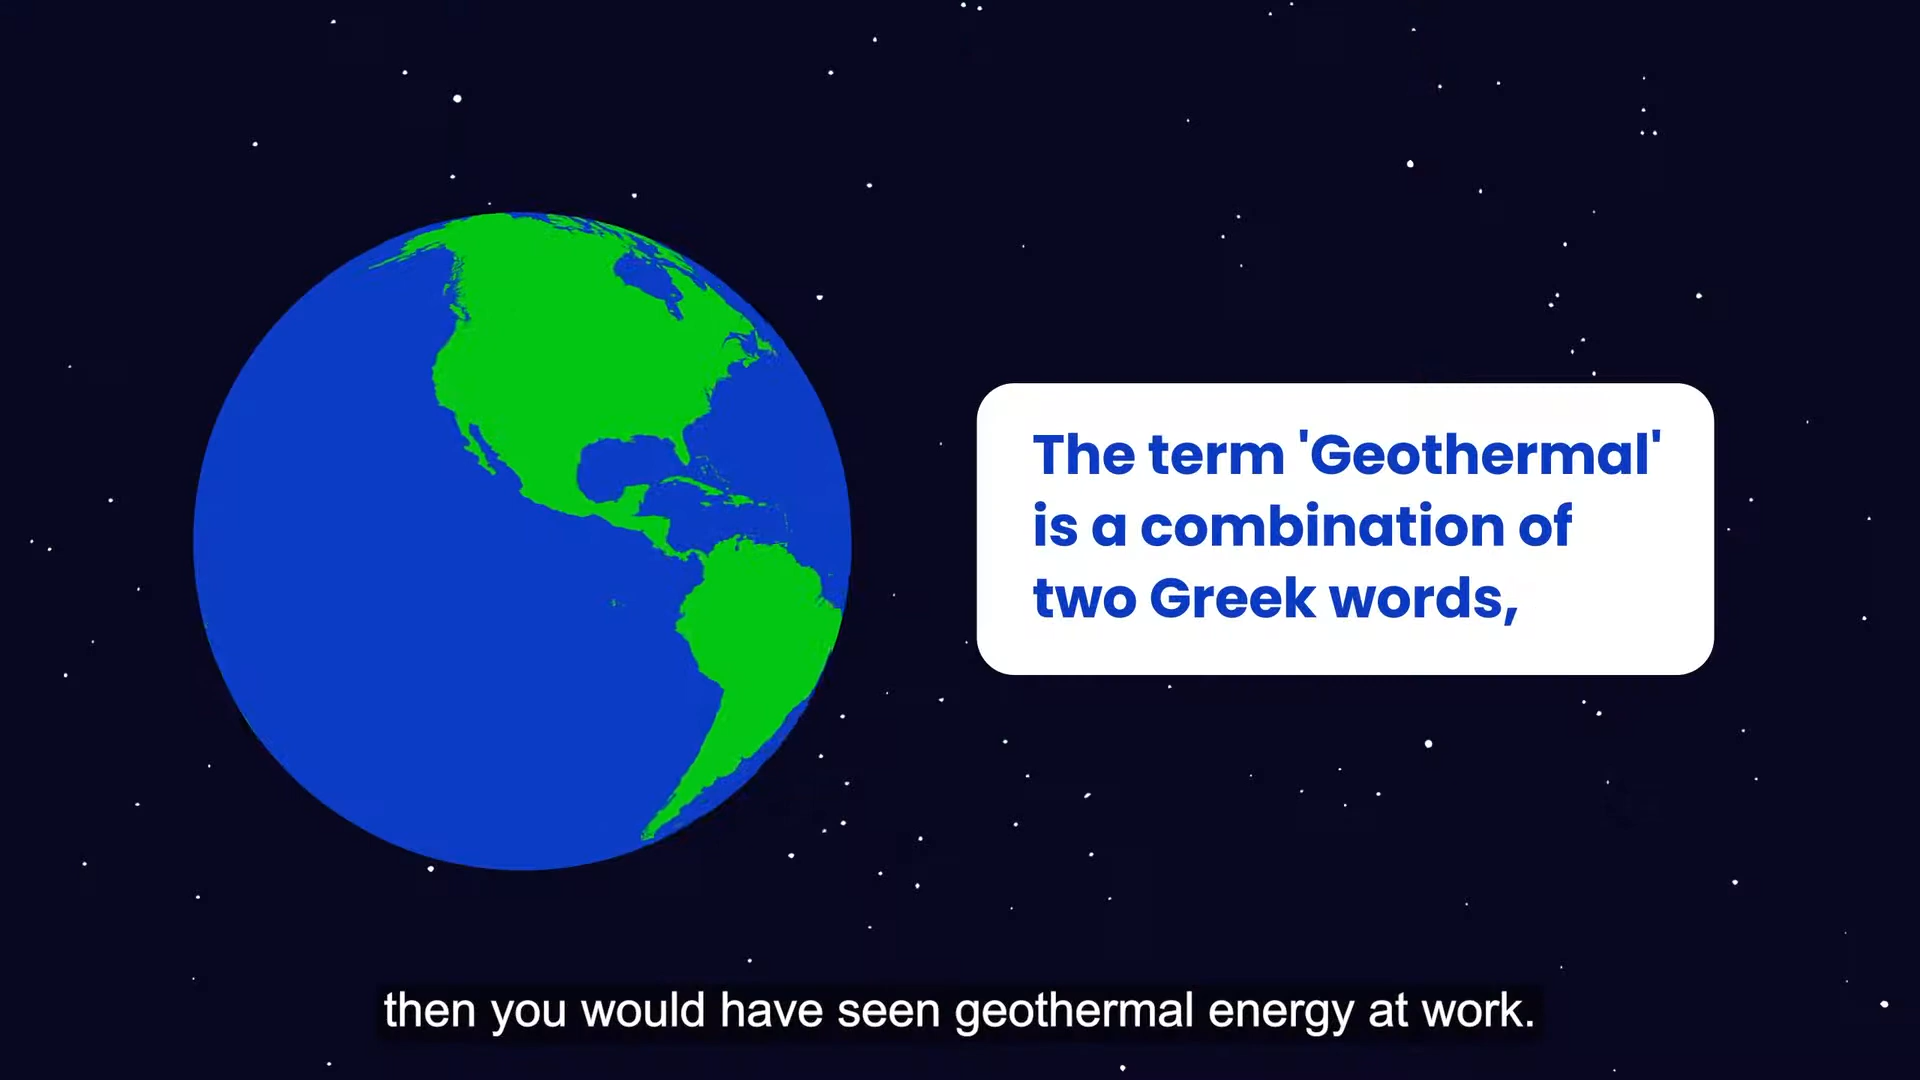 The term 'Geothermal'
is a combination of
two Greek words,
then you would have seen geothermal energy at work.